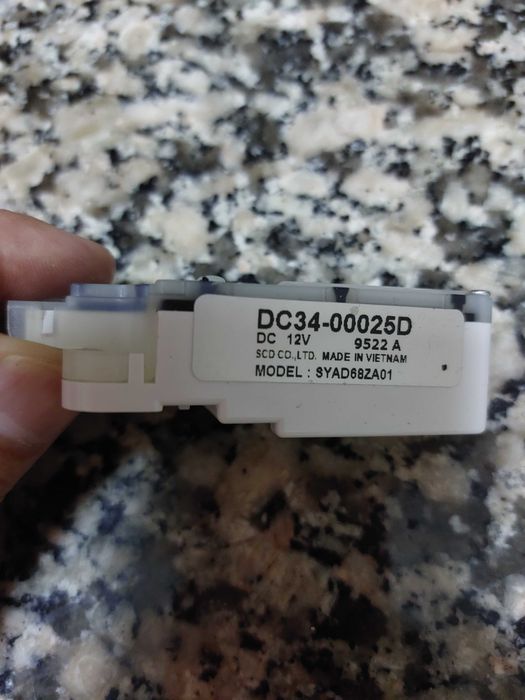 DC34-00025D
DC 12V 9522 A
SCD CO.,LTD. MADE IN VIETNAM
MODEL : SYAD68ZA01